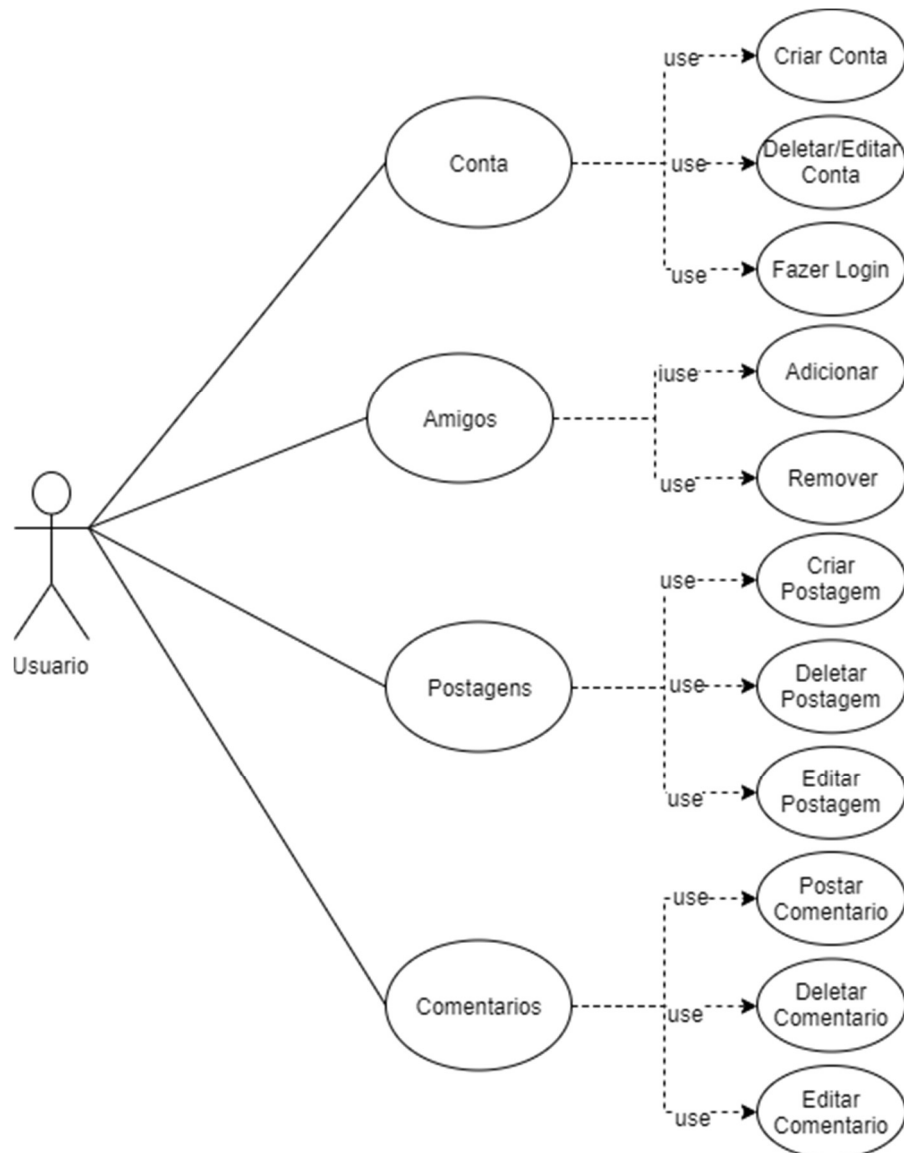 use
Criar Conta
Conta
use
Deletar/Editar
Conta
use
Fazer Login
Amigos
iuse
Adicionar
use
Remover
Usuario
Postagens
use
Criar
Postagem
use
Deletar
Postagem
use
Editar
Postagem
Comentarios
use
Postar
Comentario
use
Deletar
Comentario
use
Editar
Comentario